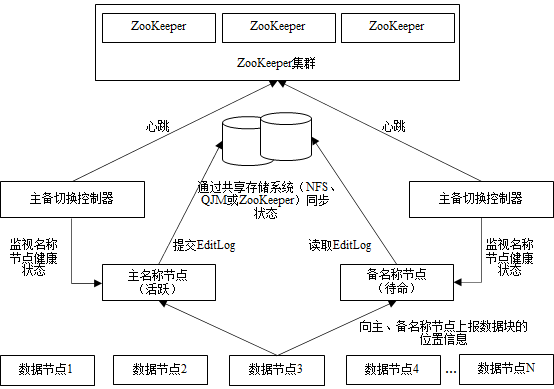 ZooKeeper
ZooKeeper
ZooKeeper
ZooKeeper集群
心跳
心跳
主备切换控制器
通过共享存储系统（NFS、
QJM或ZooKeeper）同步
状态
主备切换控制器
监视名称
节点健康
状态
提交EditLog
读取EditLog
监视名称
节点健康
状态
主名称节点
（活跃）
备名称节点
（待命）
向主、备名称节点上报数据块的
位置信息
数据节点1
数据节点2
数据节点3
数据节点4
...
数据节点N